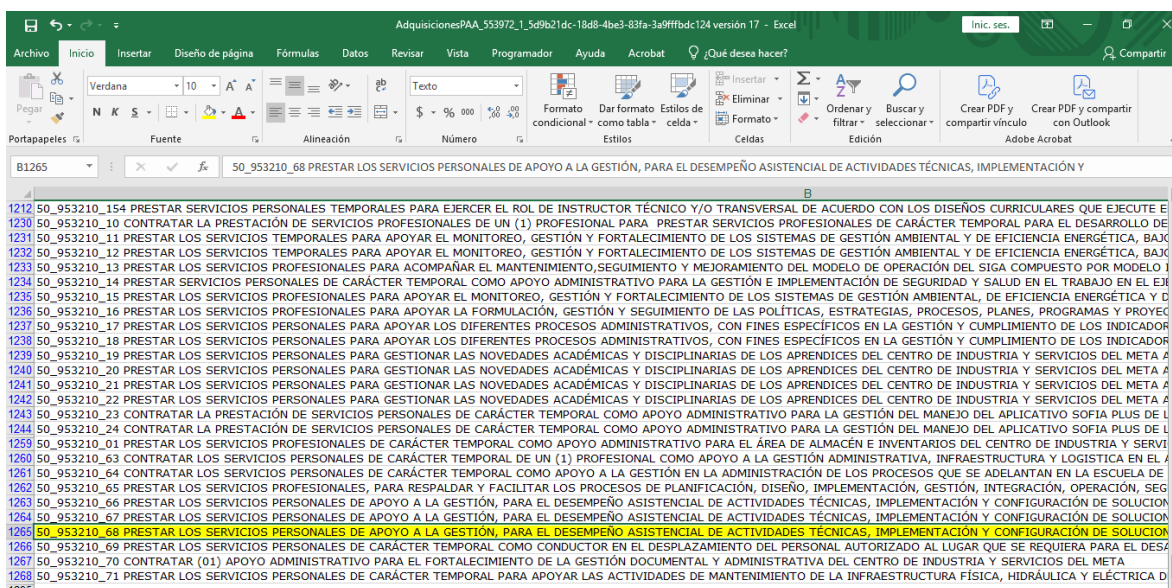 AdquisicionesPAA_553972_1_5d9b21dc-18d8-4be3-83fa-3a9fffbdc124 versión 17 - Excel
Inic. ses.
Archivo Inicio Insertar Diseño de página Fórmulas Datos Revisar Vista Programador Ayuda Acrobat ¿Qué desea hacer? Compartir
Pegar Verdana 10 Texto Insertar
N K S $ % 000 Formato condicional Dar formato como tabla Estilos de celda Eliminar Formato Ordenar y filtrar Buscar y seleccionar Crear PDF y compartir vínculo Crear PDF y compartir con Outlook
Portapapeles Fuente Alineación Número Estilos Celdas Edición Adobe Acrobat
B1265 fx 50_953210_68 PRESTAR LOS SERVICIOS PERSONALES DE APOYO A LA GESTIÓN, PARA EL DESEMPEÑO ASISTENCIAL DE ACTIVIDADES TÉCNICAS, IMPLEMENTACIÓN Y
B
1212 50_953210_154 PRESTAR SERVICIOS PERSONALES TEMPORALES PARA EJERCER EL ROL DE INSTRUCTOR TÉCNICO Y/O TRANSVERSAL DE ACUERDO CON LOS DISEÑOS CURRICULARES QUE EJECUTE E
1230 50_953210_10 CONTRATAR LA PRESTACIÓN DE SERVICIOS PROFESIONALES DE UN (1) PROFESIONAL PARA PRESTAR SERVICIOS PROFESIONALES DE CARÁCTER TEMPORAL PARA EL DESARROLLO DE
1231 50_953210_11 PRESTAR LOS SERVICIOS TEMPORALES PARA APOYAR EL MONITOREO, GESTIÓN Y FORTALECIMIENTO DE LOS SISTEMAS DE GESTIÓN AMBIENTAL Y DE EFICIENCIA ENERGÉTICA, BAJO
1232 50_953210_12 PRESTAR LOS SERVICIOS TEMPORALES PARA APOYAR EL MONITOREO, GESTIÓN Y FORTALECIMIENTO DE LOS SISTEMAS DE GESTIÓN AMBIENTAL Y DE EFICIENCIA ENERGÉTICA, BAJO
1233 50_953210_13 PRESTAR LOS SERVICIOS PROFESIONALES PARA ACOMPAÑAR EL MANTENIMIENTO,SEGUIMIENTO Y MEJORAMIENTO DEL MODELO DE OPERACIÓN DEL SIGA COMPUESTO POR MODELO
1234 50_953210_14 PRESTAR SERVICIOS PERSONALES DE CARÁCTER TEMPORAL COMO APOYO ADMINISTRATIVO PARA LA GESTIÓN E IMPLEMENTACIÓN DE SEGURIDAD Y SALUD EN EL TRABAJO EN EL EJE
1235 50_953210_15 PRESTAR LOS SERVICIOS PROFESIONALES PARA APOYAR EL MONITOREO, GESTIÓN Y FORTALECIMIENTO DE LOS SISTEMAS DE GESTIÓN AMBIENTAL, DE EFICIENCIA ENERGÉTICA Y D
1236 50_953210_16 PRESTAR LOS SERVICIOS PROFESIONALES PARA APOYAR LA FORMULACIÓN, GESTIÓN Y SEGUIMIENTO DE LAS POLÍTICAS, ESTRATEGIAS, PROCESOS, PLANES, PROGRAMAS Y PROYEC
1237 50_953210_17 PRESTAR LOS SERVICIOS PERSONALES PARA APOYAR LOS DIFERENTES PROCESOS ADMINISTRATIVOS, CON FINES ESPECÍFICOS EN LA GESTIÓN Y CUMPLIMIENTO DE LOS INDICADOR
1238 50_953210_18 PRESTAR LOS SERVICIOS PERSONALES PARA APOYAR LOS DIFERENTES PROCESOS ADMINISTRATIVOS, CON FINES ESPECÍFICOS EN LA GESTIÓN Y CUMPLIMIENTO DE LOS INDICADOR
1239 50_953210_19 PRESTAR LOS SERVICIOS PERSONALES PARA GESTIONAR LAS NOVEDADES ACADÉMICAS Y DISCIPLINARIAS DE LOS APRENDICES DEL CENTRO DE INDUSTRIA Y SERVICIOS DEL META A
1240 50_953210_20 PRESTAR LOS SERVICIOS PERSONALES PARA GESTIONAR LAS NOVEDADES ACADÉMICAS Y DISCIPLINARIAS DE LOS APRENDICES DEL CENTRO DE INDUSTRIA Y SERVICIOS DEL META A
1241 50_953210_21 PRESTAR LOS SERVICIOS PERSONALES PARA GESTIONAR LAS NOVEDADES ACADÉMICAS Y DISCIPLINARIAS DE LOS APRENDICES DEL CENTRO DE INDUSTRIA Y SERVICIOS DEL META A
1242 50_953210_22 PRESTAR LOS SERVICIOS PERSONALES PARA GESTIONAR LAS NOVEDADES ACADÉMICAS Y DISCIPLINARIAS DE LOS APRENDICES DEL CENTRO DE INDUSTRIA Y SERVICIOS DEL META A
1243 50_953210_23 CONTRATAR LA PRESTACIÓN DE SERVICIOS PERSONALES DE CARÁCTER TEMPORAL COMO APOYO ADMINISTRATIVO PARA LA GESTIÓN DEL MANEJO DEL APLICATIVO SOFIA PLUS DE L
1244 50_953210_24 CONTRATAR LA PRESTACIÓN DE SERVICIOS PERSONALES DE CARÁCTER TEMPORAL COMO APOYO ADMINISTRATIVO PARA LA GESTIÓN DEL MANEJO DEL APLICATIVO SOFIA PLUS DE L
1259 50_953210_01 PRESTAR LOS SERVICIOS PROFESIONALES DE CARÁCTER TEMPORAL COMO APOYO ADMINISTRATIVO PARA EL ÁREA DE ALMACÉN E INVENTARIOS DEL CENTRO DE INDUSTRIA Y SERVI
1260 50_953210_63 CONTRATAR LOS SERVICIOS PERSONALES DE CARÁCTER TEMPORAL DE UN (1) PROFESIONAL COMO APOYO A LA GESTIÓN ADMINISTRATIVA, INFRAESTRUCTURA Y LOGISTICA EN EL A
1261 50_953210_64 CONTRATAR LOS SERVICIOS PERSONALES DE CARÁCTER TEMPORAL COMO APOYO A LA GESTIÓN EN LA ADMINISTRACIÓN DE LOS PROCESOS QUE SE ADELANTAN EN LA ESCUELA DE
1262 50_953210_65 PRESTAR LOS SERVICIOS PROFESIONALES, PARA RESPALDAR Y FACILITAR LOS PROCESOS DE PLANIFICACIÓN, DISEÑO, IMPLEMENTACIÓN, GESTIÓN, INTEGRACIÓN, OPERACIÓN, SEG
1263 50_953210_66 PRESTAR LOS SERVICIOS PERSONALES DE APOYO A LA GESTIÓN, PARA EL DESEMPEÑO ASISTENCIAL DE ACTIVIDADES TÉCNICAS, IMPLEMENTACIÓN Y CONFIGURACIÓN DE SOLUCION
1264 50_953210_67 PRESTAR LOS SERVICIOS PERSONALES DE APOYO A LA GESTIÓN, PARA EL DESEMPEÑO ASISTENCIAL DE ACTIVIDADES TÉCNICAS, IMPLEMENTACIÓN Y CONFIGURACIÓN DE SOLUCION
1265 50_953210_68 PRESTAR LOS SERVICIOS PERSONALES DE APOYO A LA GESTIÓN, PARA EL DESEMPEÑO ASISTENCIAL DE ACTIVIDADES TÉCNICAS, IMPLEMENTACIÓN Y CONFIGURACIÓN DE SOLUCION
1266 50_953210_69 PRESTAR LOS SERVICIOS PERSONALES DE CARÁCTER TEMPORAL COMO CONDUCTOR EN EL DESPLAZAMIENTO DEL PERSONAL AUTORIZADO AL LUGAR QUE SE REQUIERA PARA EL DESA
1267 50_953210_70 CONTRATAR (01) APOYO ADMINISTRATIVO PARA EL FORTALECIMIENTO DE LA GESTIÓN DOCUMENTAL Y ADMINISTRATIVA DEL CENTRO DE INDUSTRIA Y SERVICIOS DEL META
1268 50_953210_71 PRESTAR LOS SERVICIOS PERSONALES DE CARÁCTER TEMPORAL PARA APOYAR LAS ACTIVIDADES DE MANTENIMIENTO DE LA INFRAESTRUCTURA FÍSICA, HIDRÁULICA Y ELÉCTRICA D